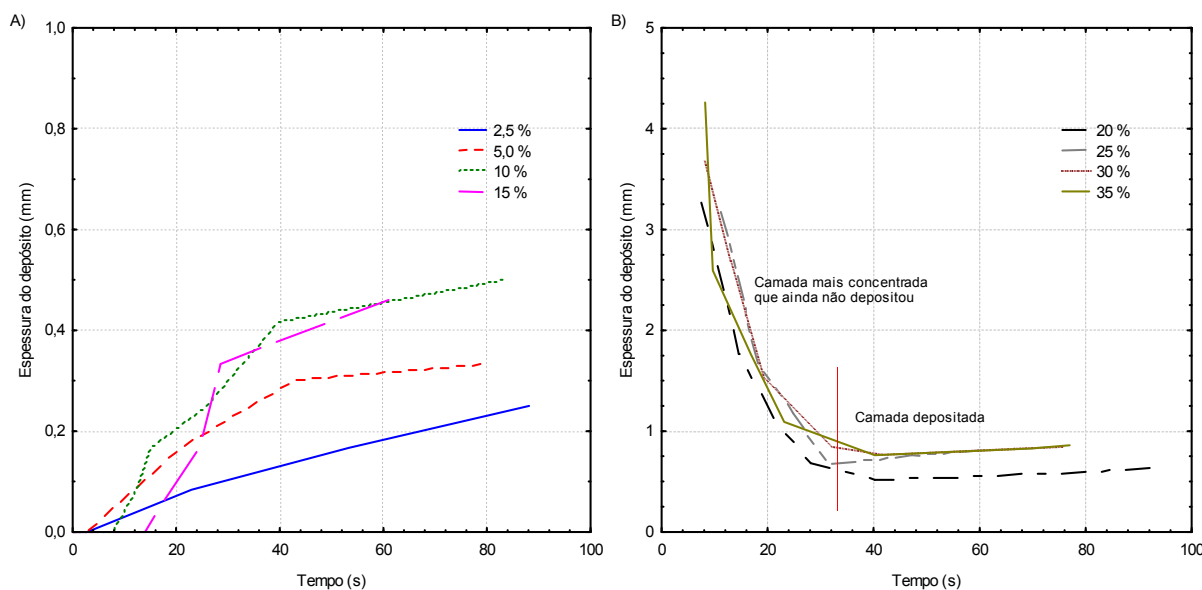 A)
Espessura do depósito (mm)
1,0
0,8
0,6
0,4
0,2
0,0
0 20 40 60 80 100
Tempo (s)
2,5 %
5,0 %
10 %
15 %
B)
Espessura do depósito (mm)
5
4
3
2
1
0
0 20 40 60 80 100
Tempo (s)
20 %
25 %
30 %
35 %
Camada mais concentrada
que ainda não depositou
Camada depositada